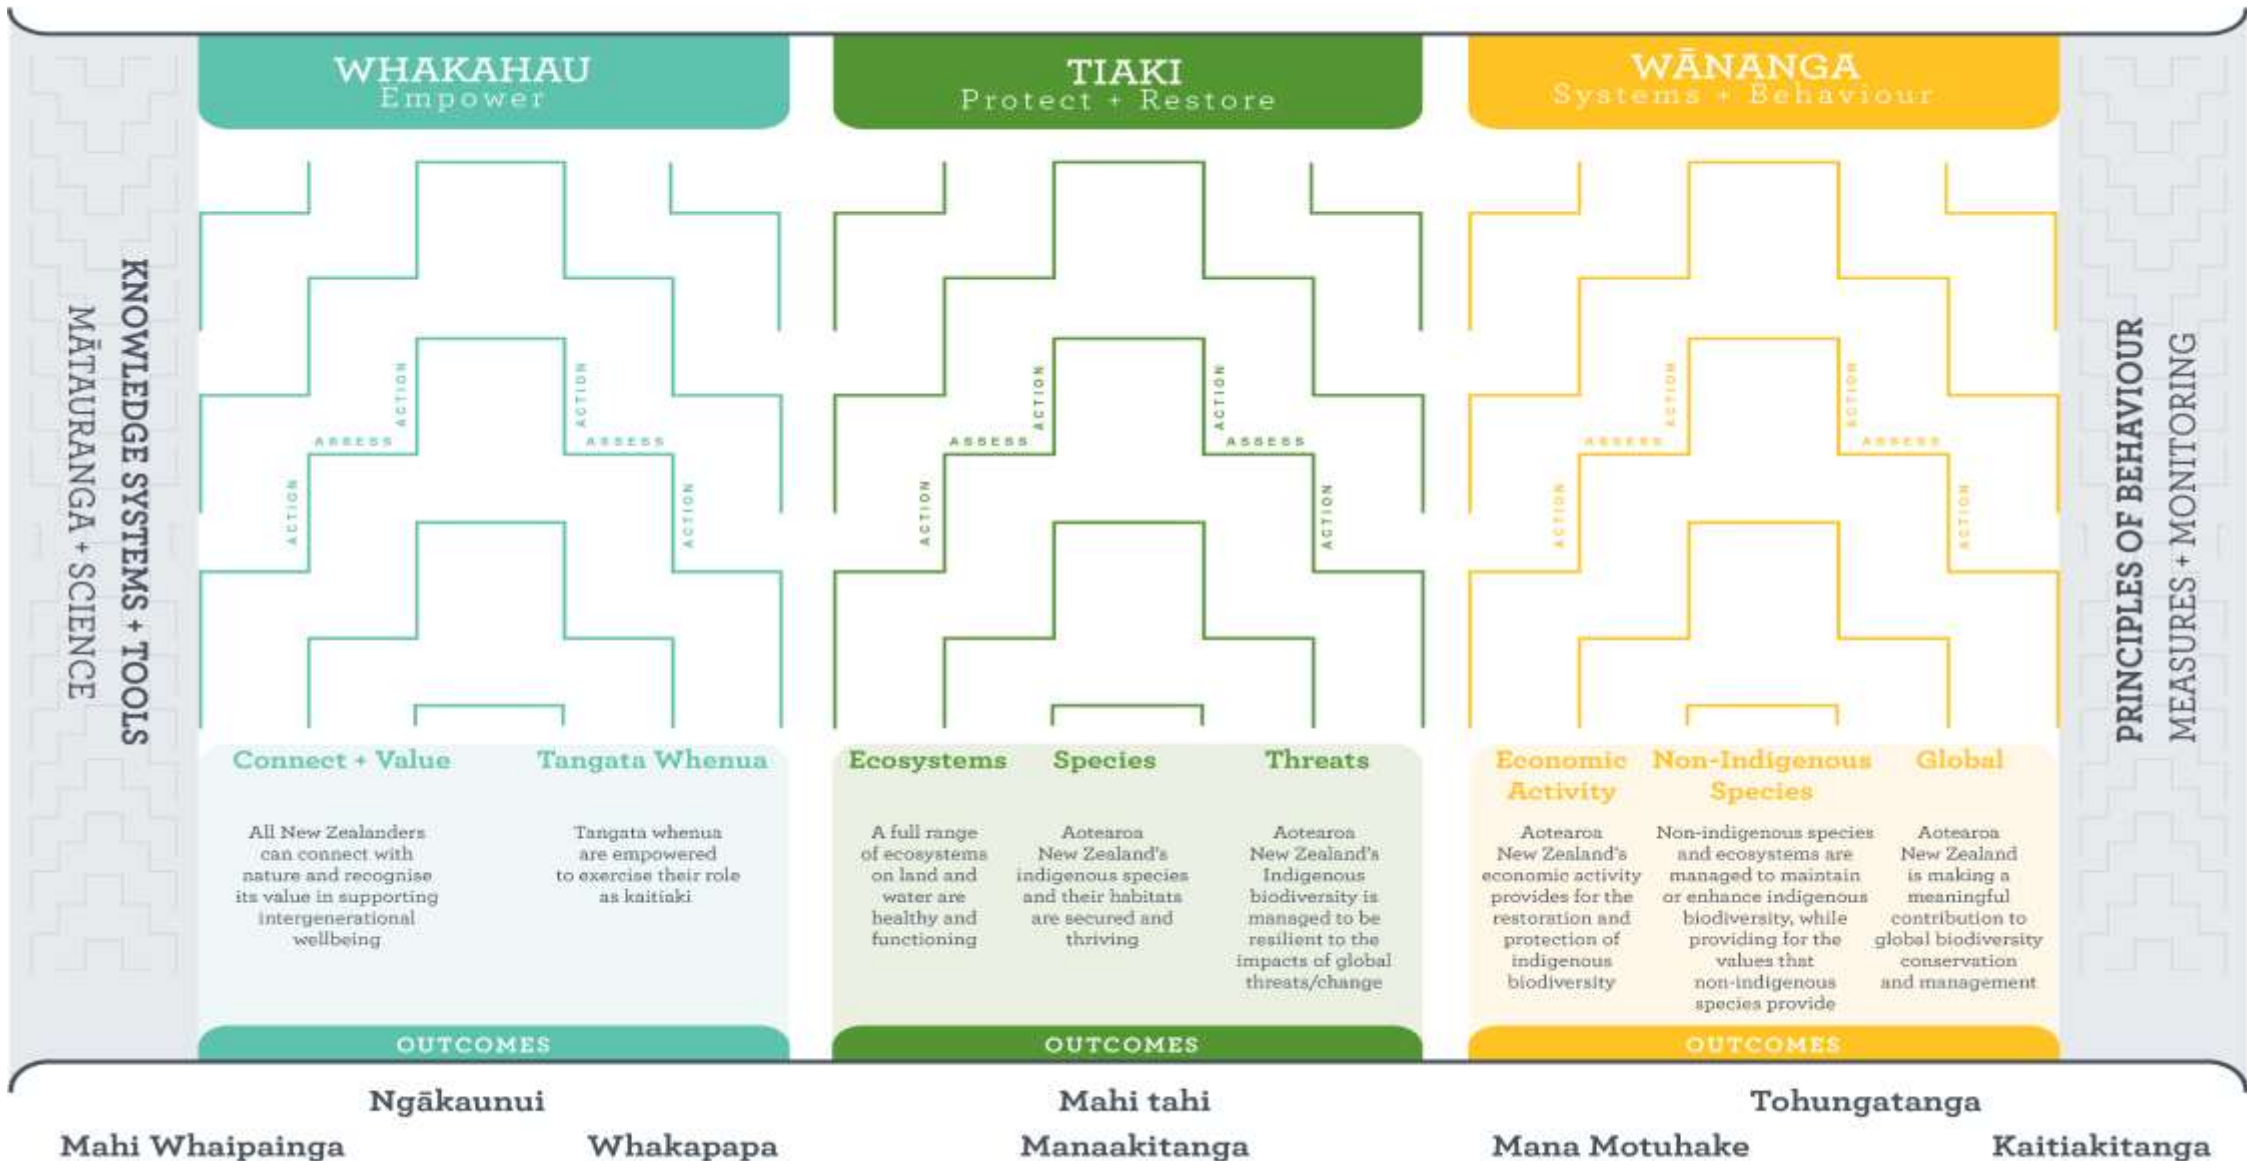 WHAKAHAU
Empower
TIAKI
Protect + Restore
WĀNANGA
Systems + Behaviour
KNOWLEDGE SYSTEMS + TOOLS
MĀTAURANGA + SCIENCE
ACTION
ASSESS
ACTION
ACTION
ASSESS
ACTION
ACTION
ASSESS
ACTION
ACTION
ASSESS
ACTION
ACTION
ASSESS
ACTION
ACTION
ASSESS
ACTION
PRINCIPLES OF BEHAVIOUR
MEASURES + MONITORING
Connect + Value
All New Zealanders
can connect with
nature and recognise
its value in supporting
intergenerational
wellbeing
Tangata Whenua
Tangata whenua
are empowered
to exercise their role
as kaitiaki
OUTCOMES
Ecosystems
A full range
of ecosystems
on land and
water are
healthy and
functioning
Species
Aotearoa
New Zealand's
indigenous species
and their habitats
are secured and
thriving
Threats
Aotearoa
New Zealand's
Indigenous
biodiversity is
managed to be
resilient to the
impacts of global
threats/change
OUTCOMES
Economic
Activity
Aotearoa
New Zealand's
economic activity
provides for the
restoration and
protection of
indigenous
biodiversity
Non-Indigenous
Species
Non-indigenous species
and ecosystems are
managed to maintain
or enhance indigenous
biodiversity, while
providing for the
values that
non-indigenous
species provide
Global
Aotearoa
New Zealand
is making a
meaningful
contribution to
global biodiversity
conservation
and management
OUTCOMES
Ngākaunui
Mahi tahi
Tohungatanga
Mahi Whaipainga
Whakapapa
Manaakitanga
Mana Motuhake
Kaitiakitanga